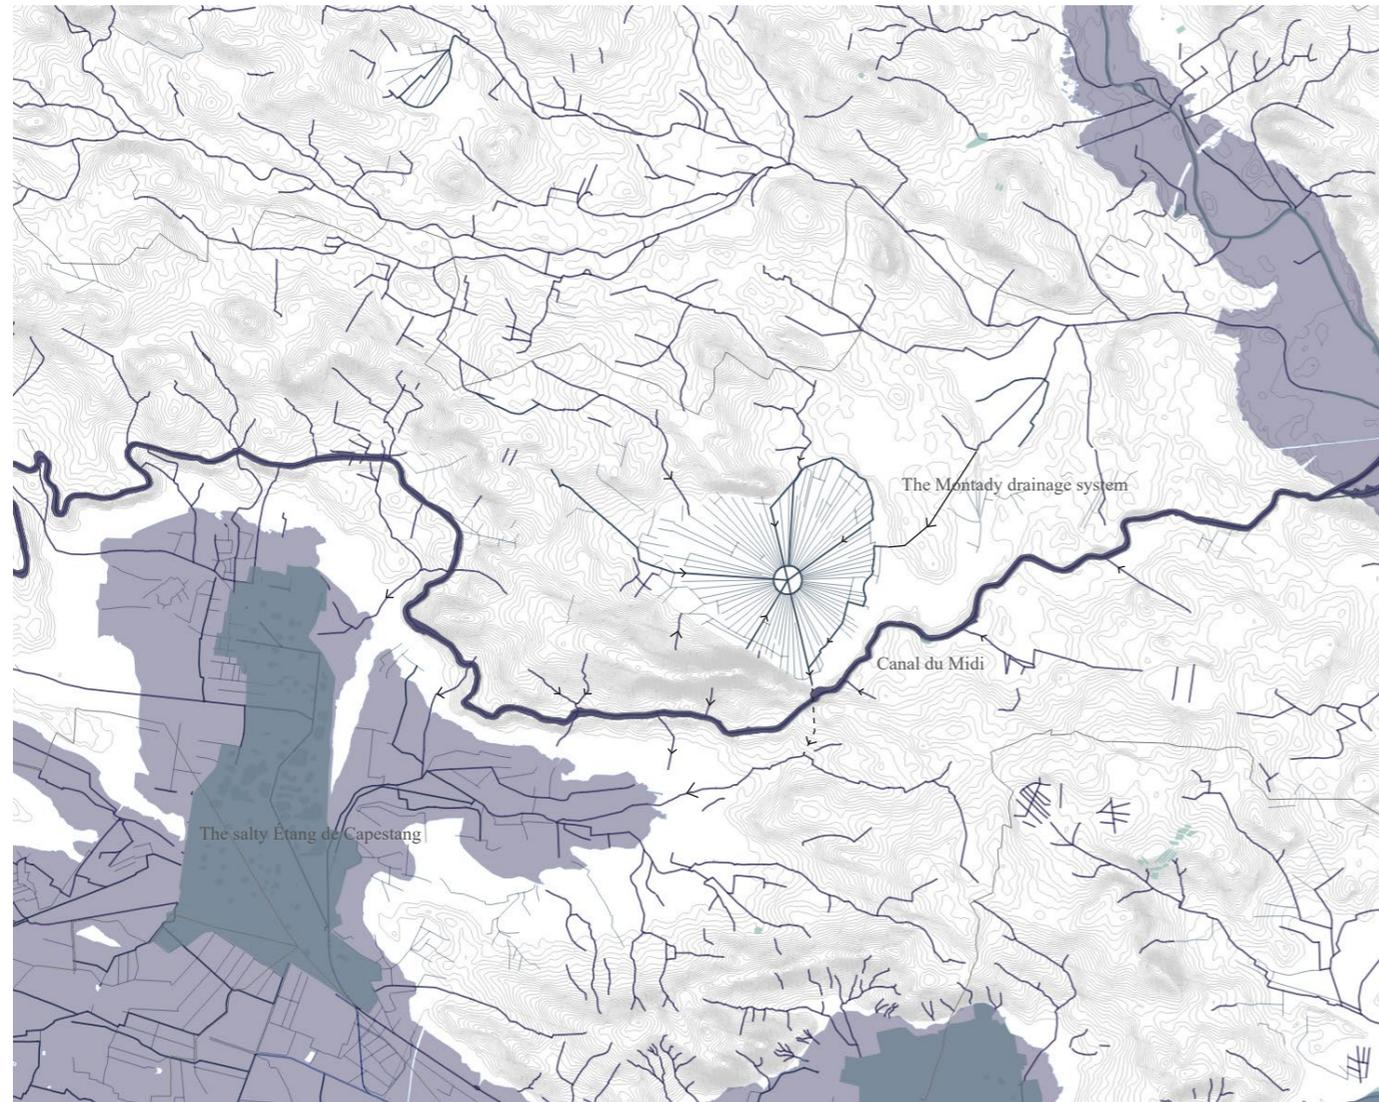 The Montady drainage system
Canal du Midi
The salty Étang de Capestang